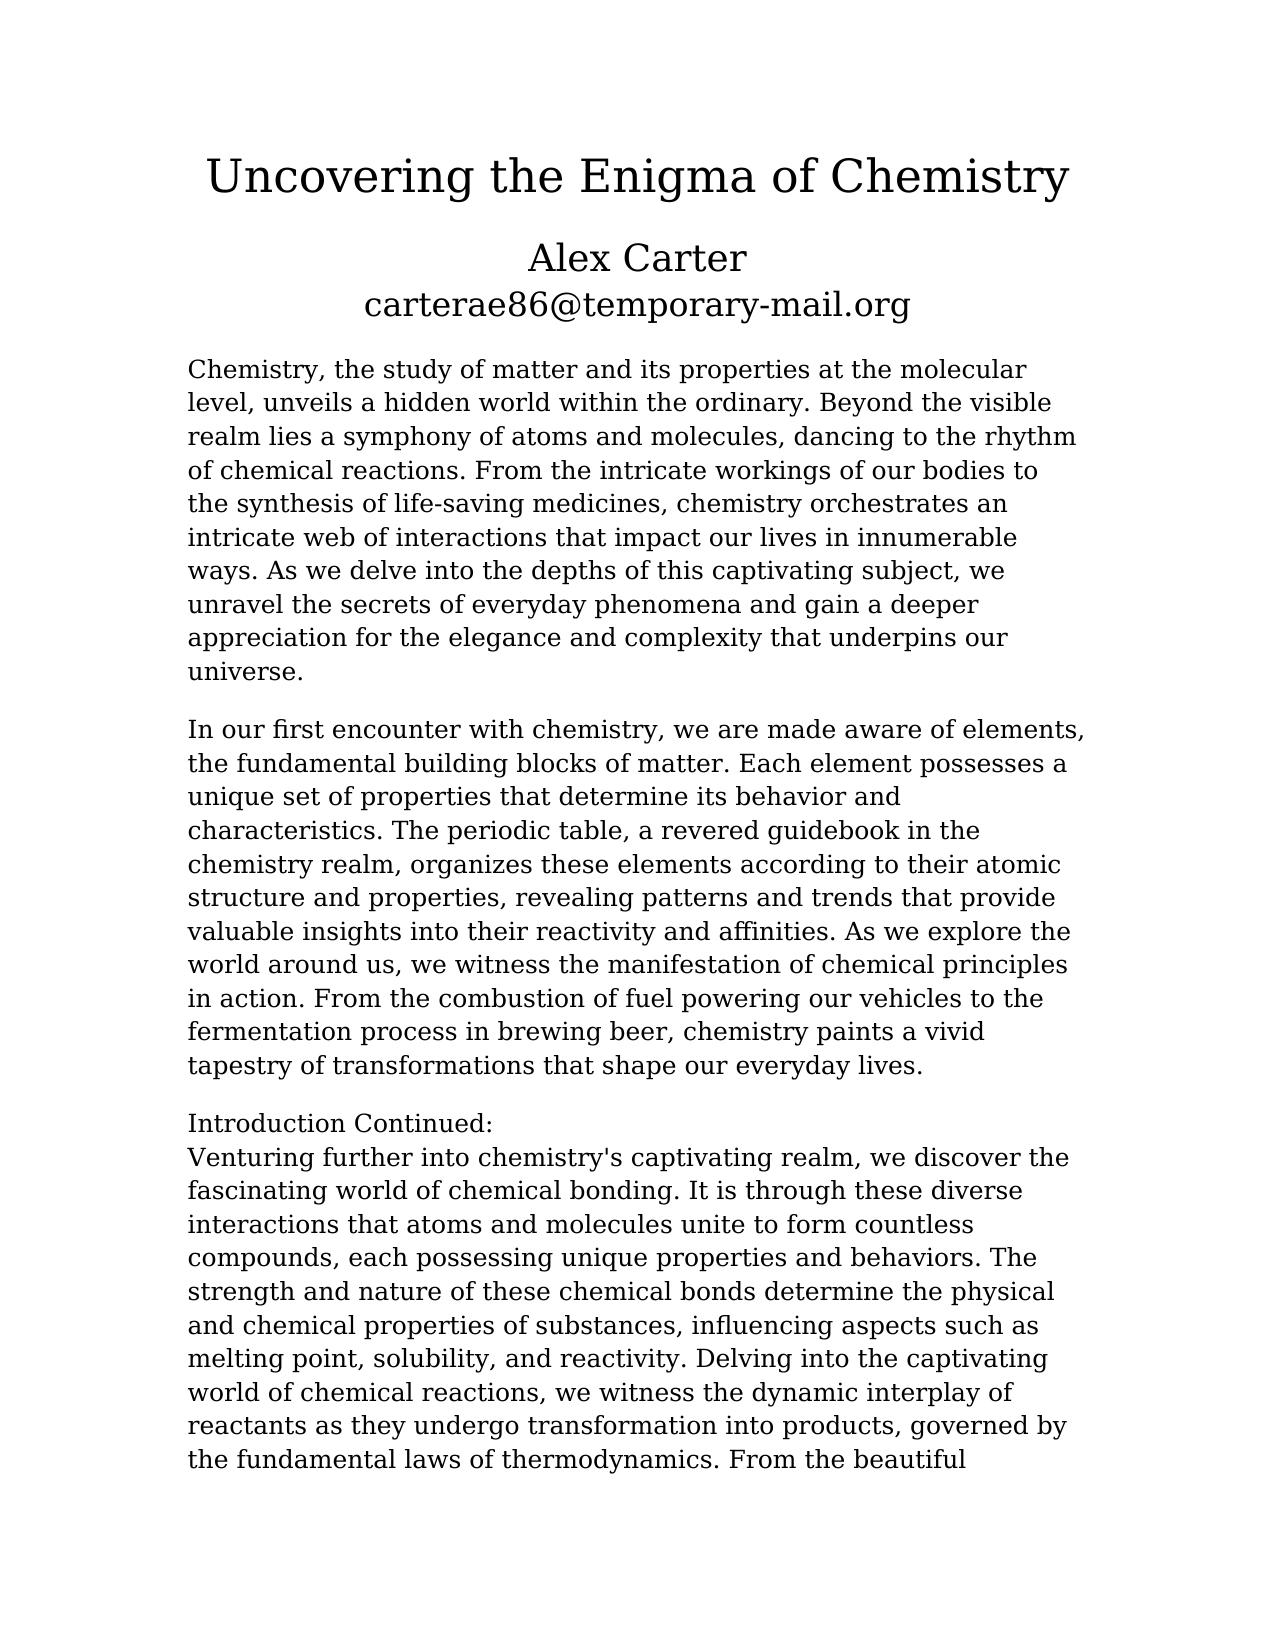 Uncovering the Enigma of Chemistry
Alex Carter
carterae86@temporary-mail.org
Chemistry, the study of matter and its properties at the molecular
level, unveils a hidden world within the ordinary. Beyond the visible
realm lies a symphony of atoms and molecules, dancing to the rhythm
of chemical reactions. From the intricate workings of our bodies to
the synthesis of life-saving medicines, chemistry orchestrates an
intricate web of interactions that impact our lives in innumerable
ways. As we delve into the depths of this captivating subject, we
unravel the secrets of everyday phenomena and gain a deeper
appreciation for the elegance and complexity that underpins our
universe.
In our first encounter with chemistry, we are made aware of elements,
the fundamental building blocks of matter. Each element possesses a
unique set of properties that determine its behavior and
characteristics. The periodic table, a revered guidebook in the
chemistry realm, organizes these elements according to their atomic
structure and properties, revealing patterns and trends that provide
valuable insights into their reactivity and affinities. As we explore the
world around us, we witness the manifestation of chemical principles
in action. From the combustion of fuel powering our vehicles to the
fermentation process in brewing beer, chemistry paints a vivid
tapestry of transformations that shape our everyday lives.
Introduction Continued:
Venturing further into chemistry's captivating realm, we discover the
fascinating world of chemical bonding. It is through these diverse
interactions that atoms and molecules unite to form countless
compounds, each possessing unique properties and behaviors. The
strength and nature of these chemical bonds determine the physical
and chemical properties of substances, influencing aspects such as
melting point, solubility, and reactivity. Delving into the captivating
world of chemical reactions, we witness the dynamic interplay of
reactants as they undergo transformation into products, governed by
the fundamental laws of thermodynamics. From the beautiful